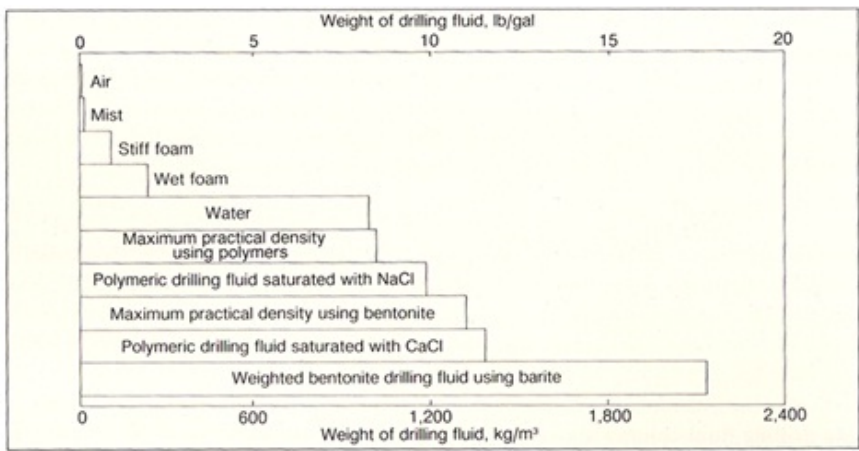 Weight of drilling fluid, lb/gal
0 5 10 15 20
Air
Mist
Stiff foam
Wet foam
Water
Maximum practical density
using polymers
Polymeric drilling fluid saturated with NaCl
Maximum practical density using bentonite
Polymeric drilling fluid saturated with CaCl
Weighted bentonite drilling fluid using barite
0 600 1,200 1,800 2,400
Weight of drilling fluid, kg/m³